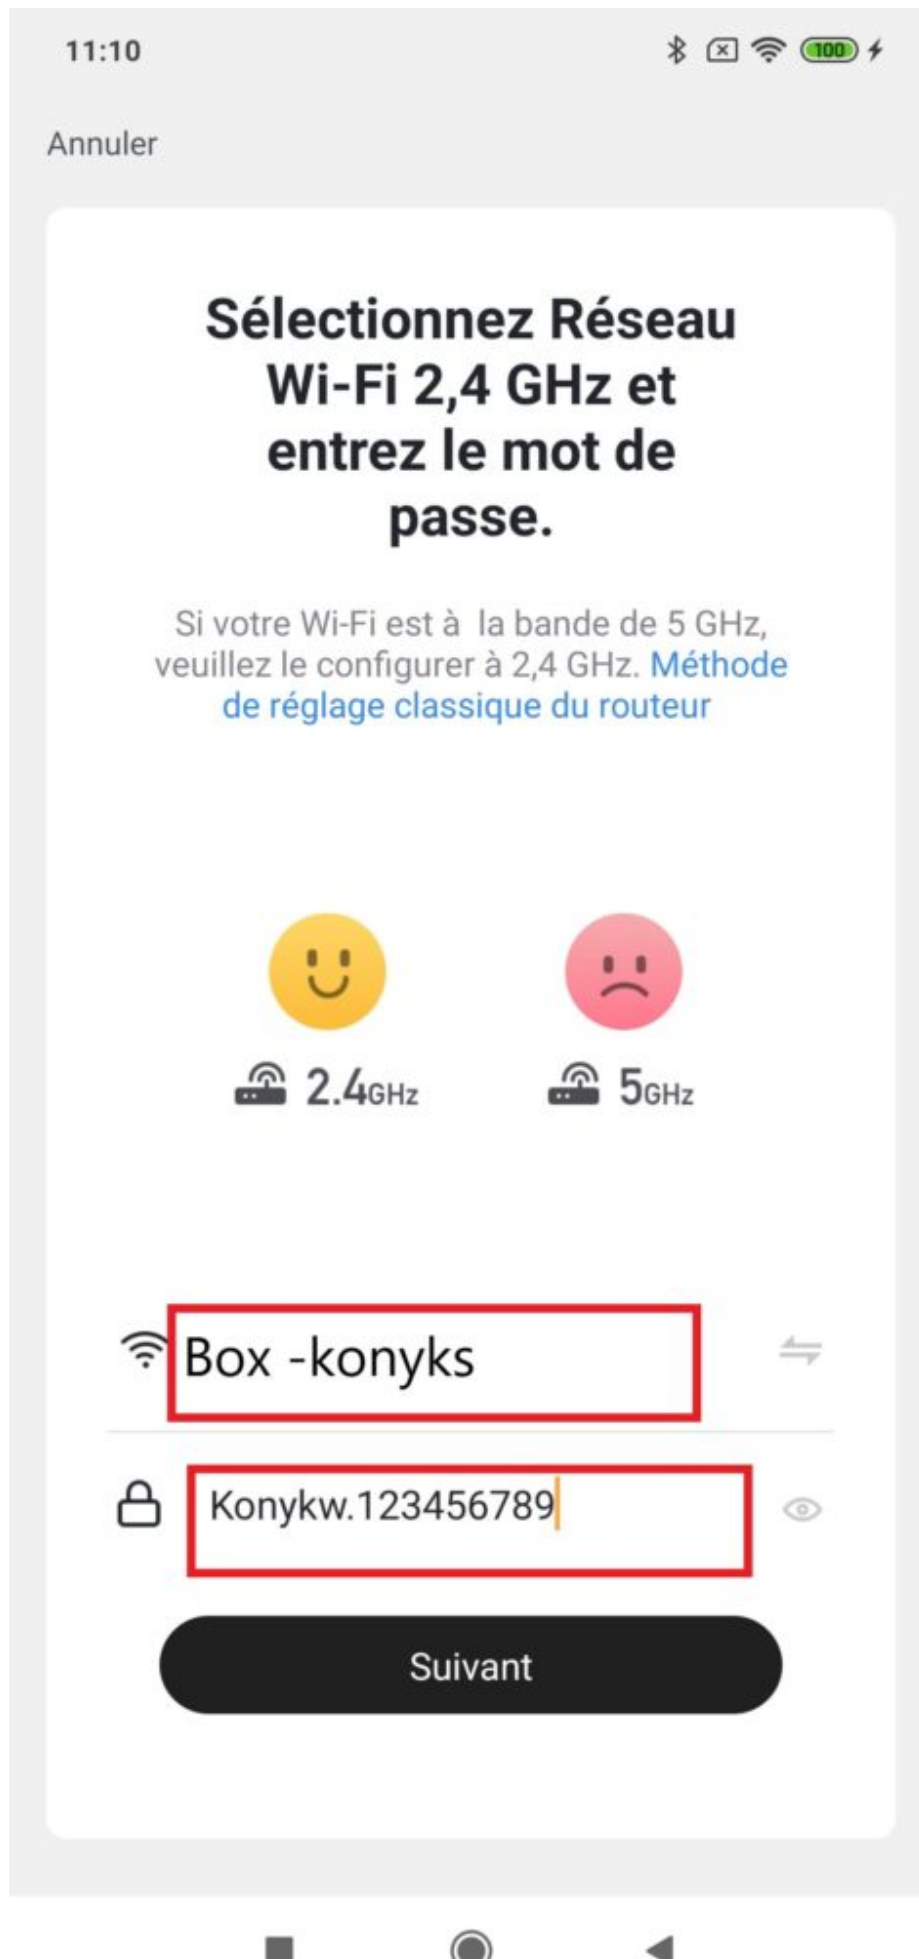 11:10
100
Annuler
Sélectionnez Réseau
Wi-Fi 2,4 GHz et
entrez le mot de
passe.
Si votre Wi-Fi est à  la bande de 5 GHz,
veuillez le configurer à 2,4 GHz. Méthode
de réglage classique du routeur
2.4GHz
5GHz
Box -konyks
Konykw.123456789
Suivant